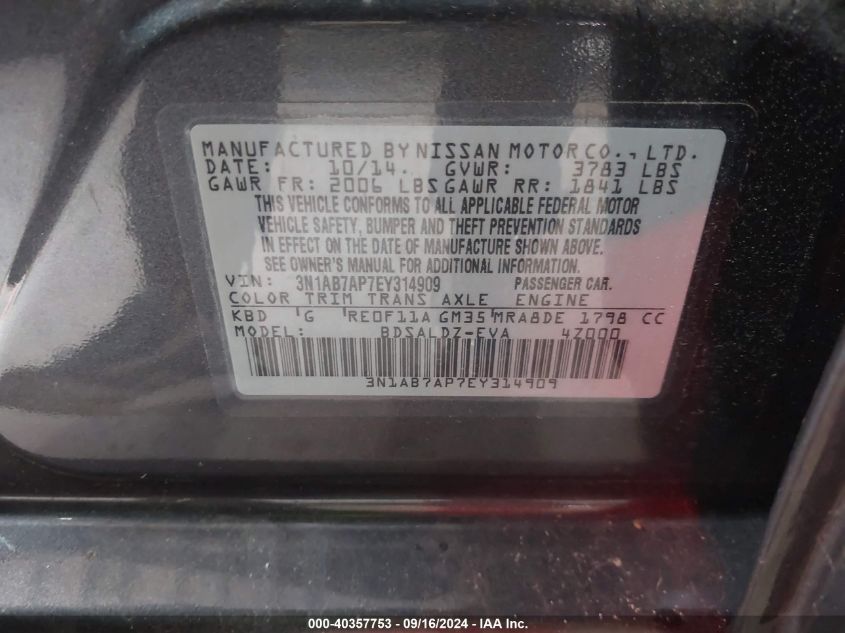 MANUFACTURED BY NISSAN MOTOR CO., LTD.
DATE: 10/14. GVWR: 3783 LBS
GAWR FR: 2006 LBS GAWR RR: 1841 LBS
THIS VEHICLE CONFORMS TO ALL APPLICABLE FEDERAL MOTOR
VEHICLE SAFETY, BUMPER AND THEFT PREVENTION STANDARDS
IN EFFECT ON THE DATE OF MANUFACTURE SHOWN ABOVE.
SEE OWNER'S MANUAL FOR ADDITIONAL INFORMATION.
VIN: 3N1AB7AP7EY314909 PASSENGER CAR.
COLOR TRIM TRANS AXLE ENGINE
KBD 'G 'RE0F11A GM35'MRA8DE 1798 CC
MODEL: BDSALDZ-EVA 4Z000
3N1AB7AP7EY314909
000-40357753 - 09/16/2024 - IAA Inc.